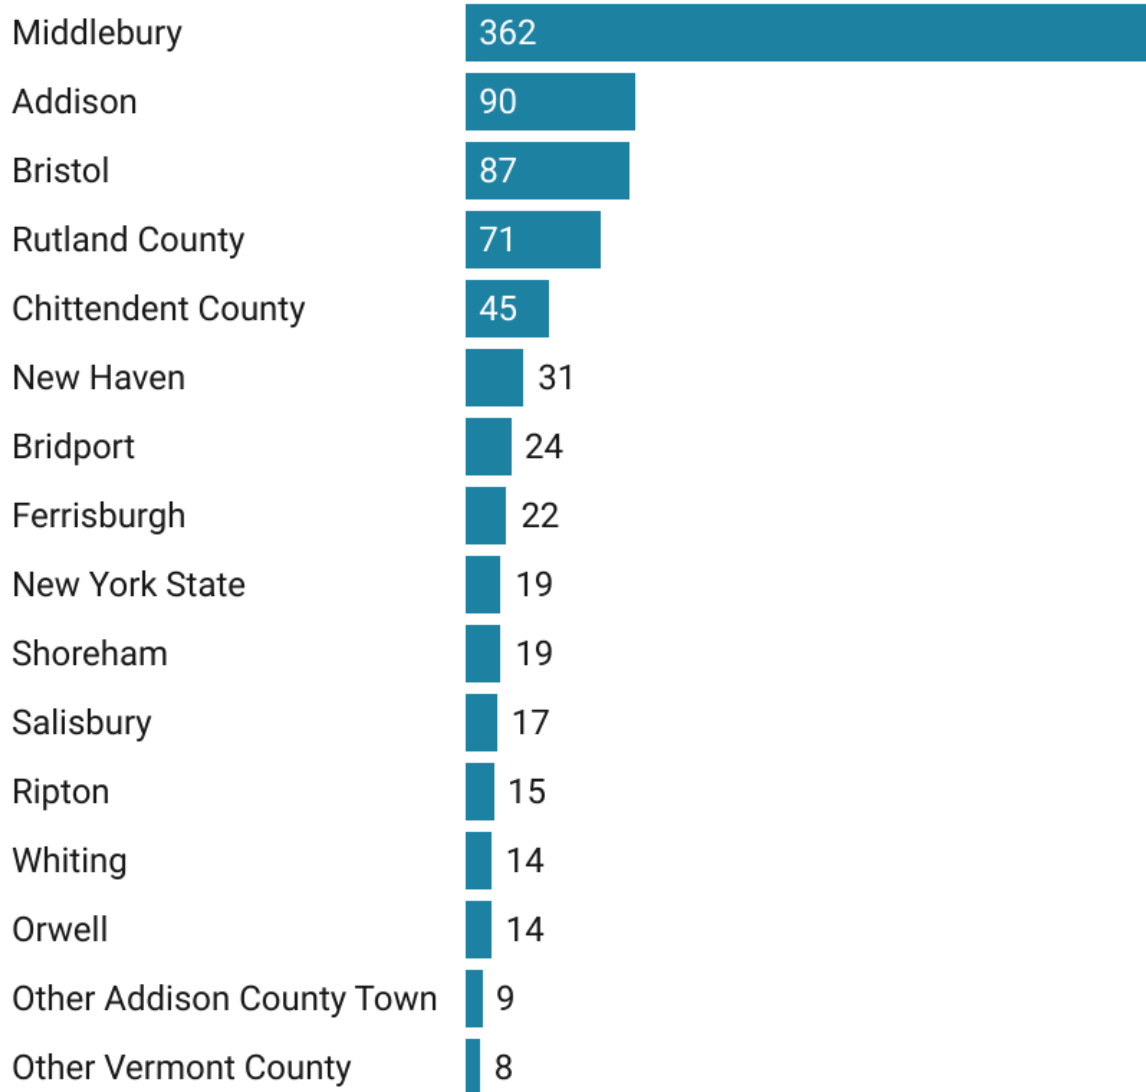 Middlebury 362
Addison 90
Bristol 87
Rutland County 71
Chittendent County 45
New Haven 31
Bridport 24
Ferrisburgh 22
New York State 19
Shoreham 19
Salisbury 17
Ripton 15
Whiting 14
Orwell 14
Other Addison County Town 9
Other Vermont County 8